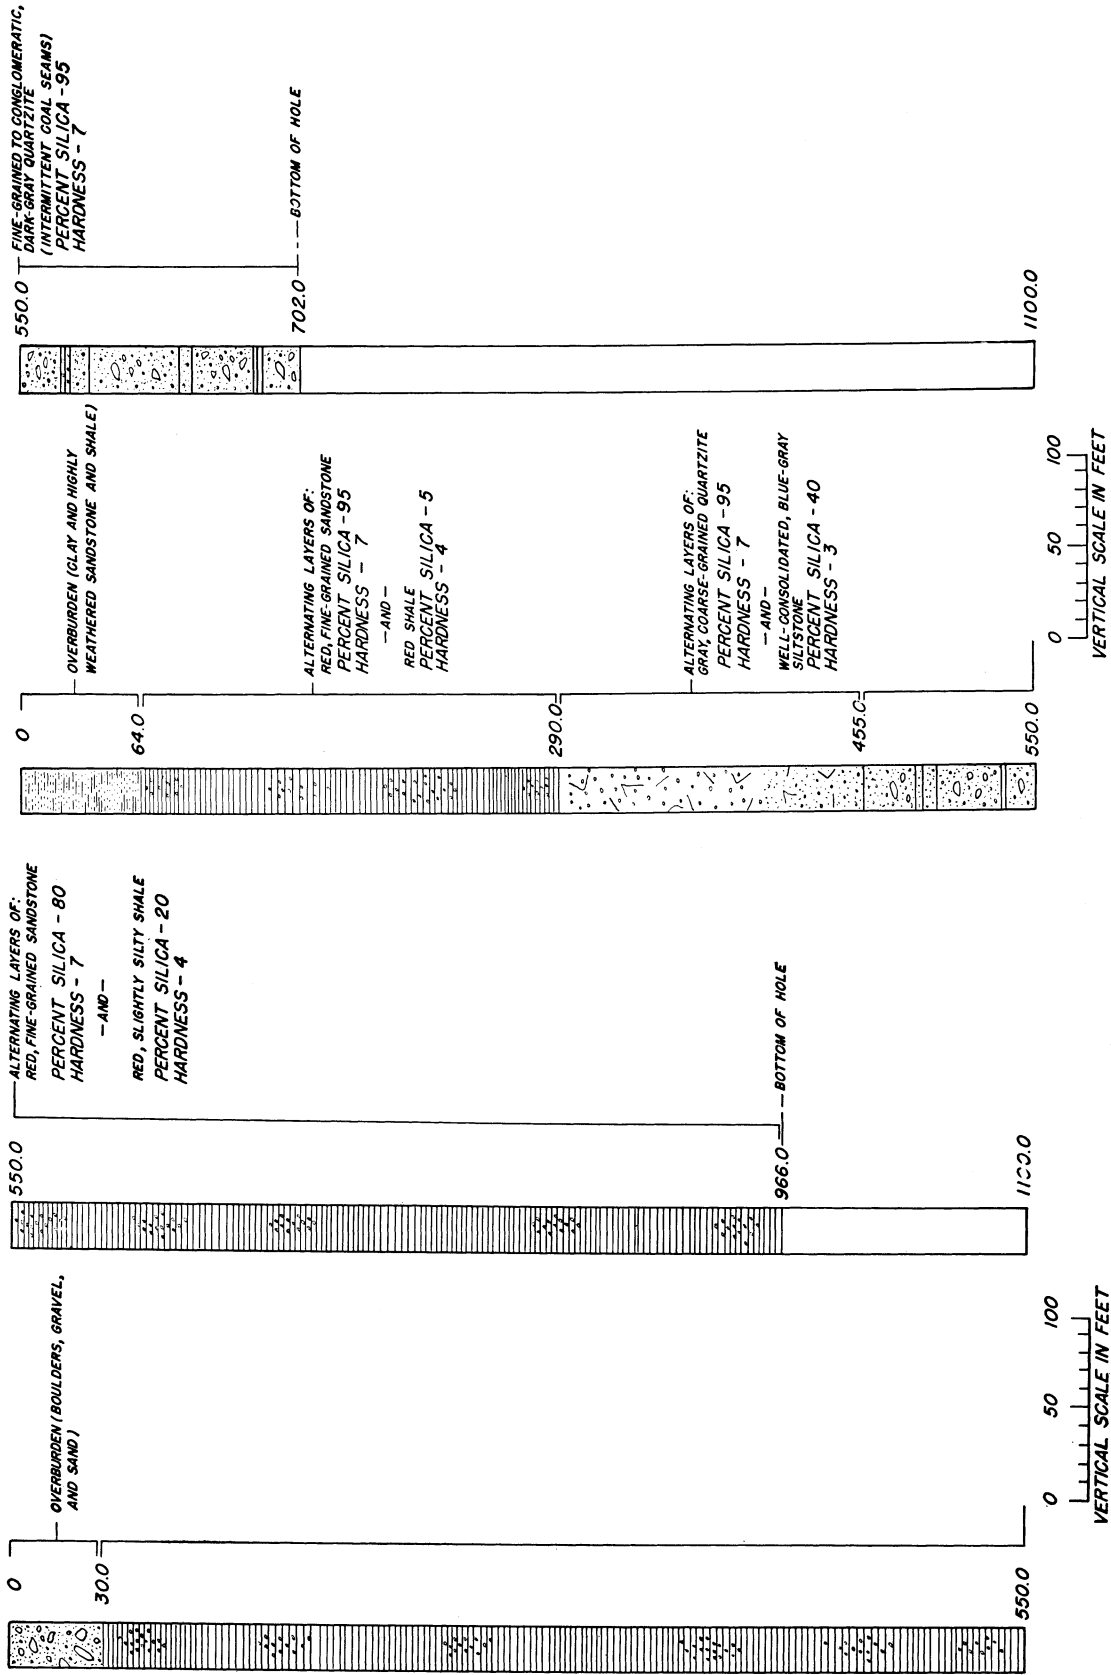 0
OVERBURDEN (BOULDERS, GRAVEL,
AND SAND)
30.0
550.0
0 50 100
VERTICAL SCALE IN FEET
550.0
ALTERNATING LAYERS OF:
RED, FINE-GRAINED SANDSTONE
PERCENT SILICA - 80
HARDNESS - 7
- AND -
RED, SLIGHTLY SILTY SHALE
PERCENT SILICA - 20
HARDNESS - 4
966.0
BOTTOM OF HOLE
1100.0
0
OVERBURDEN (CLAY AND HIGHLY
WEATHERED SANDSTONE AND SHALE)
64.0
ALTERNATING LAYERS OF:
RED, FINE-GRAINED SANDSTONE
PERCENT SILICA - 95
HARDNESS - 7
- AND -
RED SHALE
PERCENT SILICA - 5
HARDNESS - 4
290.0
ALTERNATING LAYERS OF:
GRAY, COARSE-GRAINED QUARTZITE
PERCENT SILICA - 95
HARDNESS - 7
- AND -
WELL-CONSOLIDATED, BLUE-GRAY
SILTSTONE
PERCENT SILICA - 40
HARDNESS - 3
455.0
550.0
0 50 100
VERTICAL SCALE IN FEET
550.0
FINE-GRAINED TO CONGLOMERATIC,
DARK-GRAY QUARTZITE
(INTERMITTENT COAL SEAMS)
PERCENT SILICA - 95
HARDNESS - 7
702.0
BOTTOM OF HOLE
1100.0